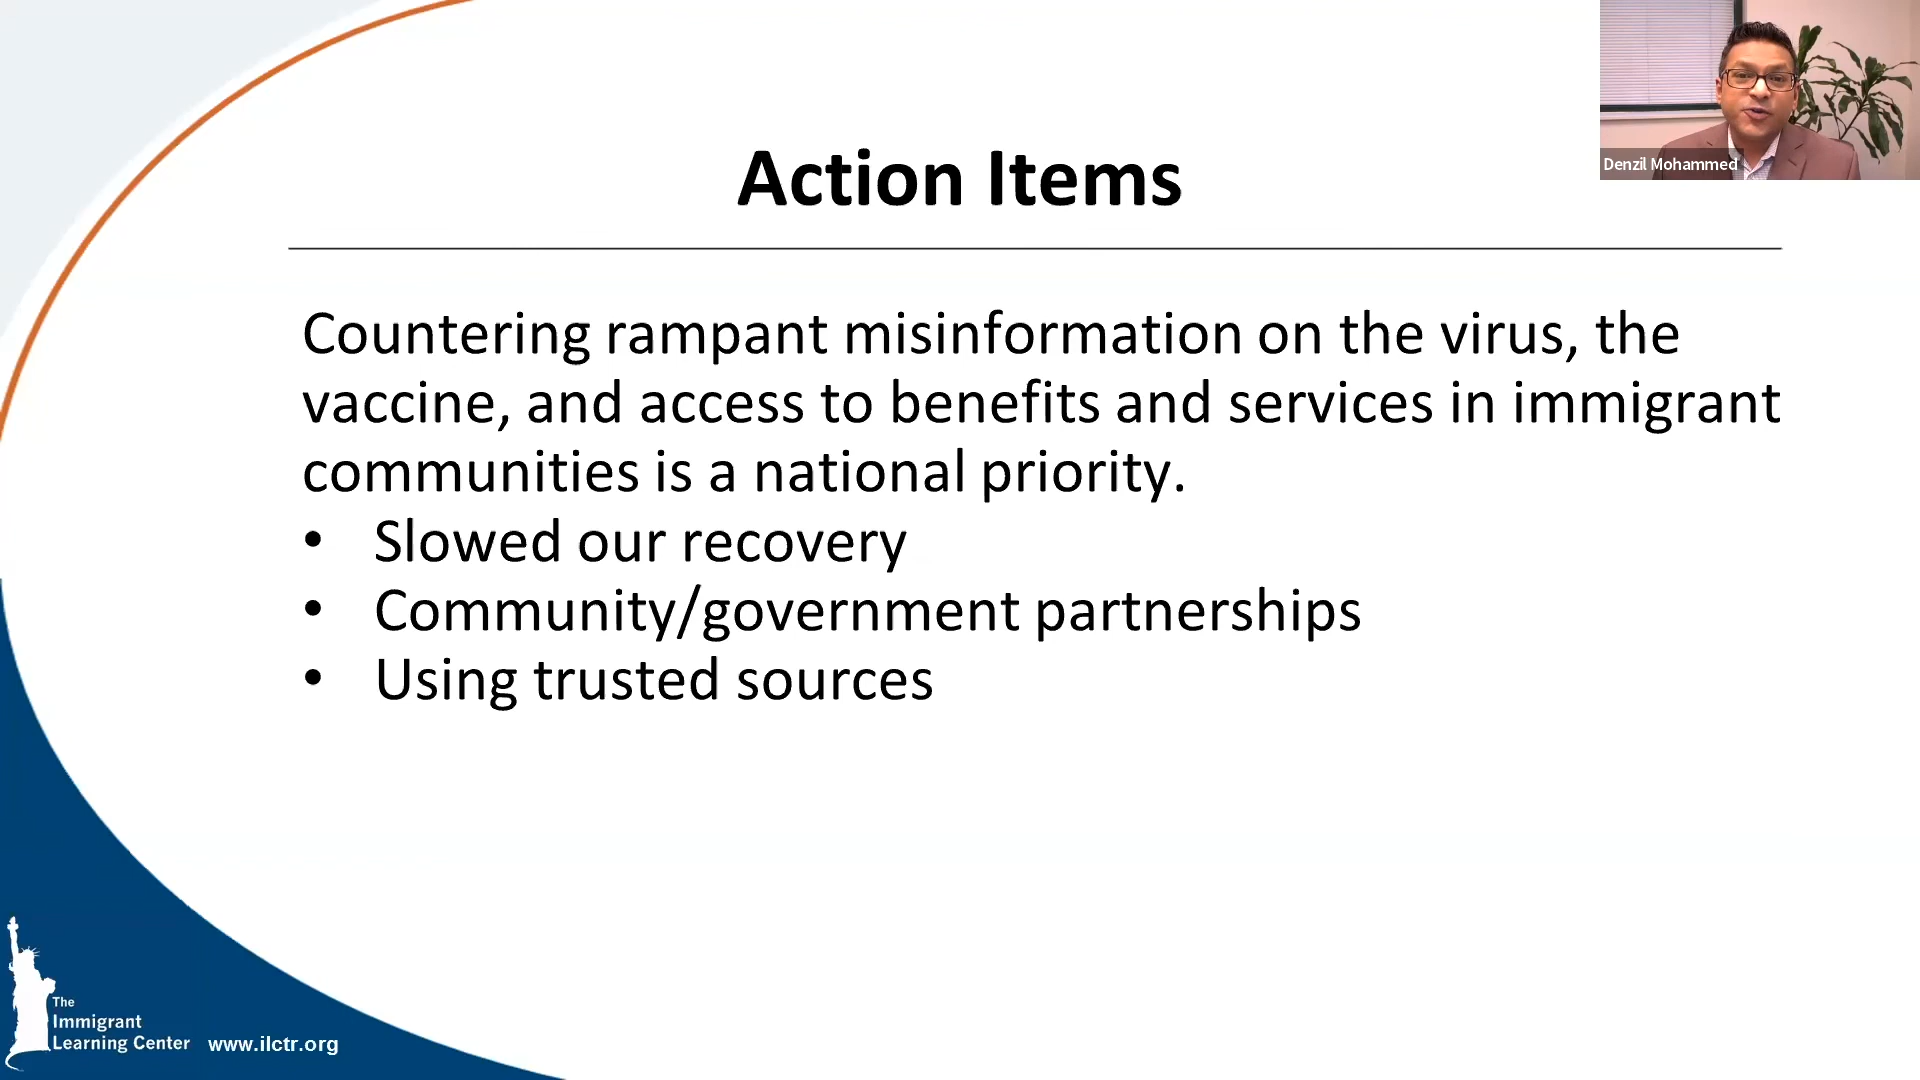 Denzil Mohammed
Action Items
Countering rampant misinformation on the virus, the
vaccine, and access to benefits and services in immigrant
communities is a national priority.
• Slowed our recovery
• Community/government partnerships
• Using trusted sources
The
Immigrant
Learning Center
www.ilctr.org